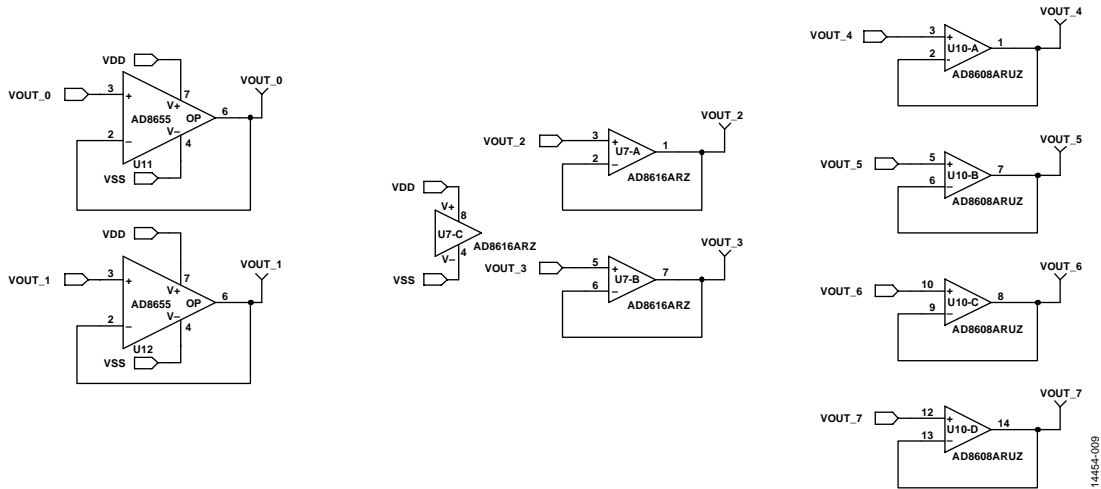 VDD
VOUT_0
3
+
7
V+
AD8655
OP
6
VOUT_0
V–
4
2
–
U11
VSS
VDD
VOUT_1
3
+
7
V+
AD8655
OP
6
VOUT_1
V–
4
2
–
U12
VSS
VDD
V+
8
U7-C
AD8616ARZ
V–
4
VSS
VOUT_2
3
+
U7-A
1
VOUT_2
2
–
AD8616ARZ
VOUT_3
5
+
U7-B
7
VOUT_3
6
–
AD8616ARZ
VOUT_4
3
+
U10-A
1
VOUT_4
2
-
AD8608ARUZ
VOUT_5
5
+
U10-B
7
VOUT_5
6
–
AD8608ARUZ
VOUT_6
10
+
U10-C
8
VOUT_6
9
–
AD8608ARUZ
VOUT_7
12
+
U10-D
14
VOUT_7
13
–
AD8608ARUZ
14454-009